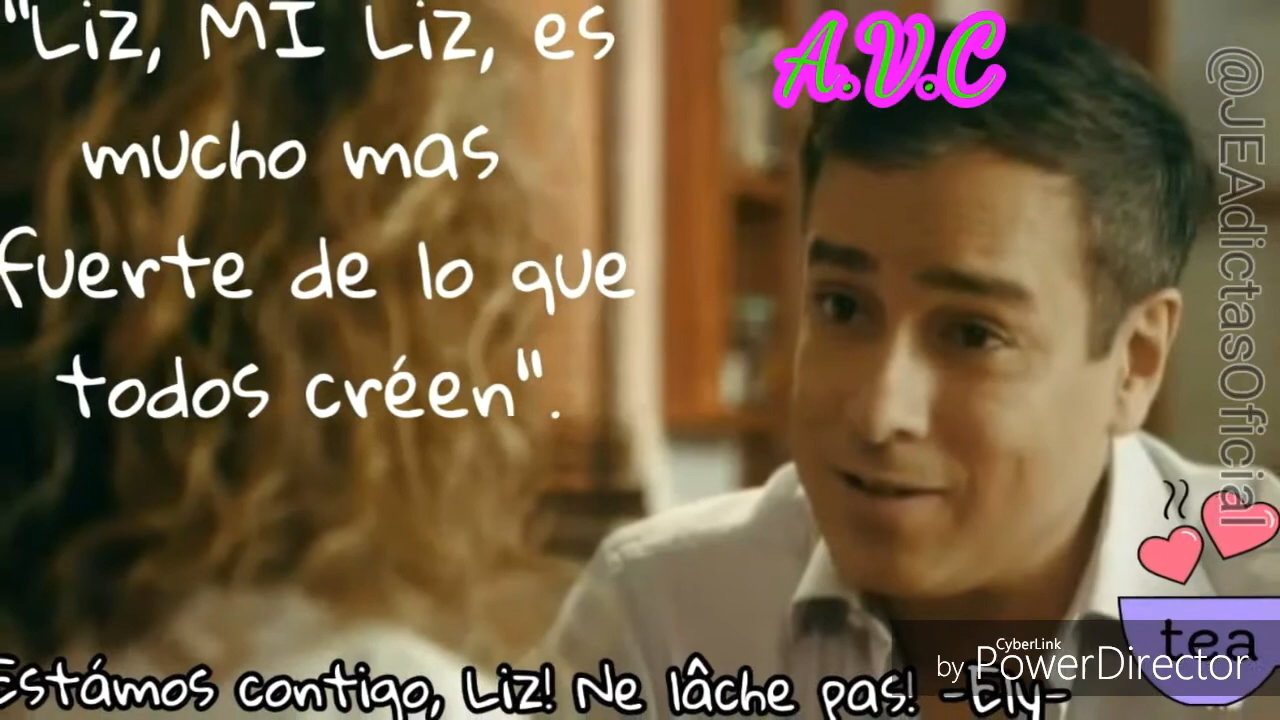 "Liz, MI Liz, es
mucho mas
fuerte de lo que
todos créen".
A.V.C
@JEAdictasOficial
tea
CyberLink
by PowerDirector
Estámos contigo, Liz! Ne lâche pas! -Ely-